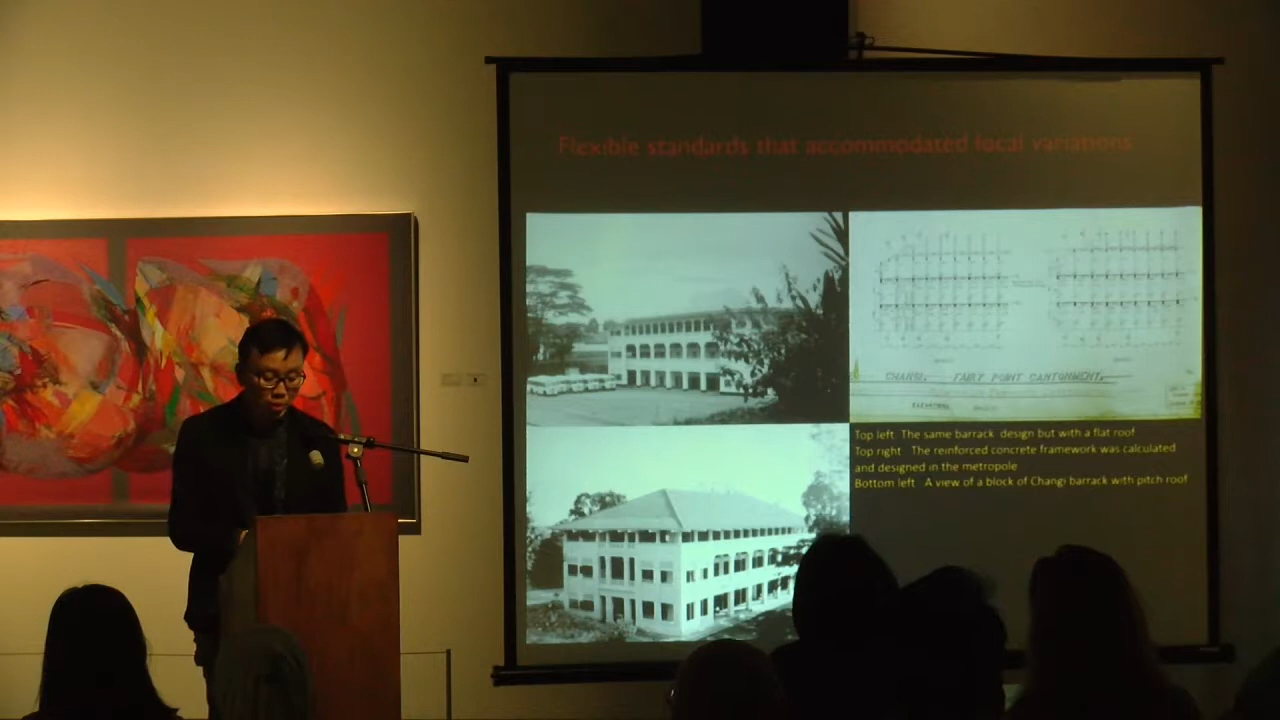 Flexible standards that accommodated local variations
CHANGI. FAIRY POINT CANTONMENT.
ELEVATIONS
Top left The same barrack design but with a flat roof
Top right The reinforced concrete framework was calculated
and designed in the metropole
Bottom left A view of a block of Changi barrack with pitch roof